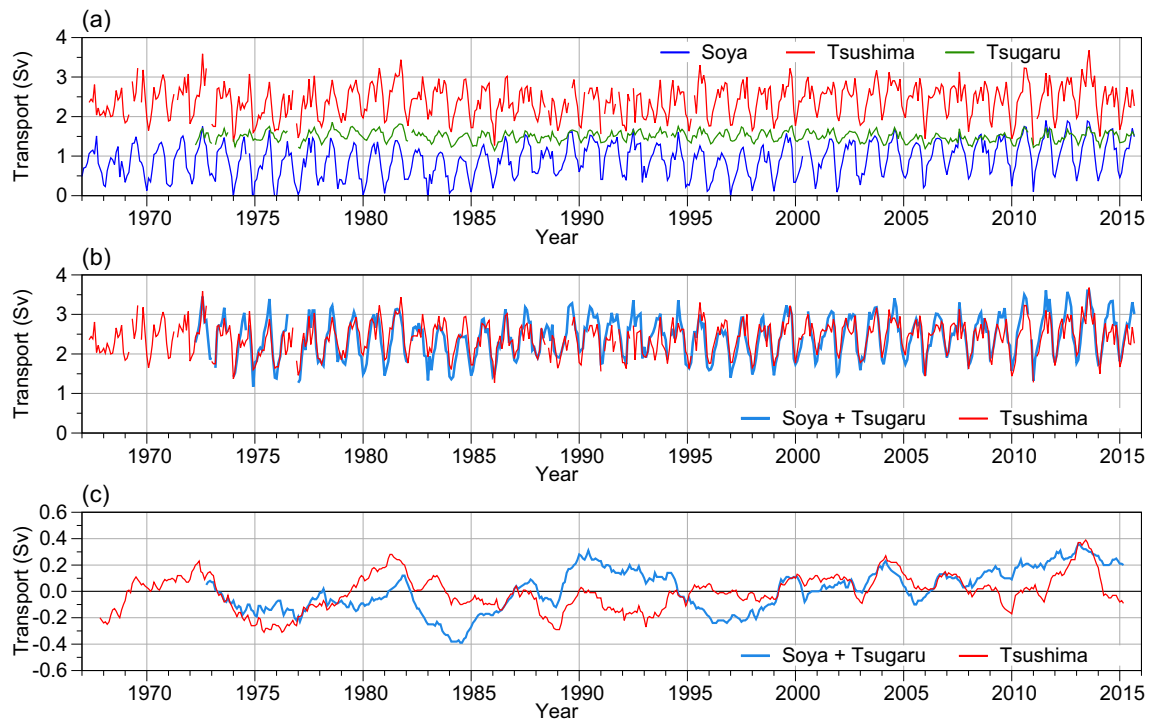 (a)
Transport (Sv)
4
3
2
1
0
Soya
Tsushima
Tsugaru
1970 1975 1980 1985 1990 1995 2000 2005 2010 2015
Year
(b)
Transport (Sv)
4
3
2
1
0
Soya + Tsugaru
Tsushima
1970 1975 1980 1985 1990 1995 2000 2005 2010 2015
Year
(c)
Transport (Sv)
0.6
0.4
0.2
0.0
-0.2
-0.4
-0.6
Soya + Tsugaru
Tsushima
1970 1975 1980 1985 1990 1995 2000 2005 2010 2015
Year